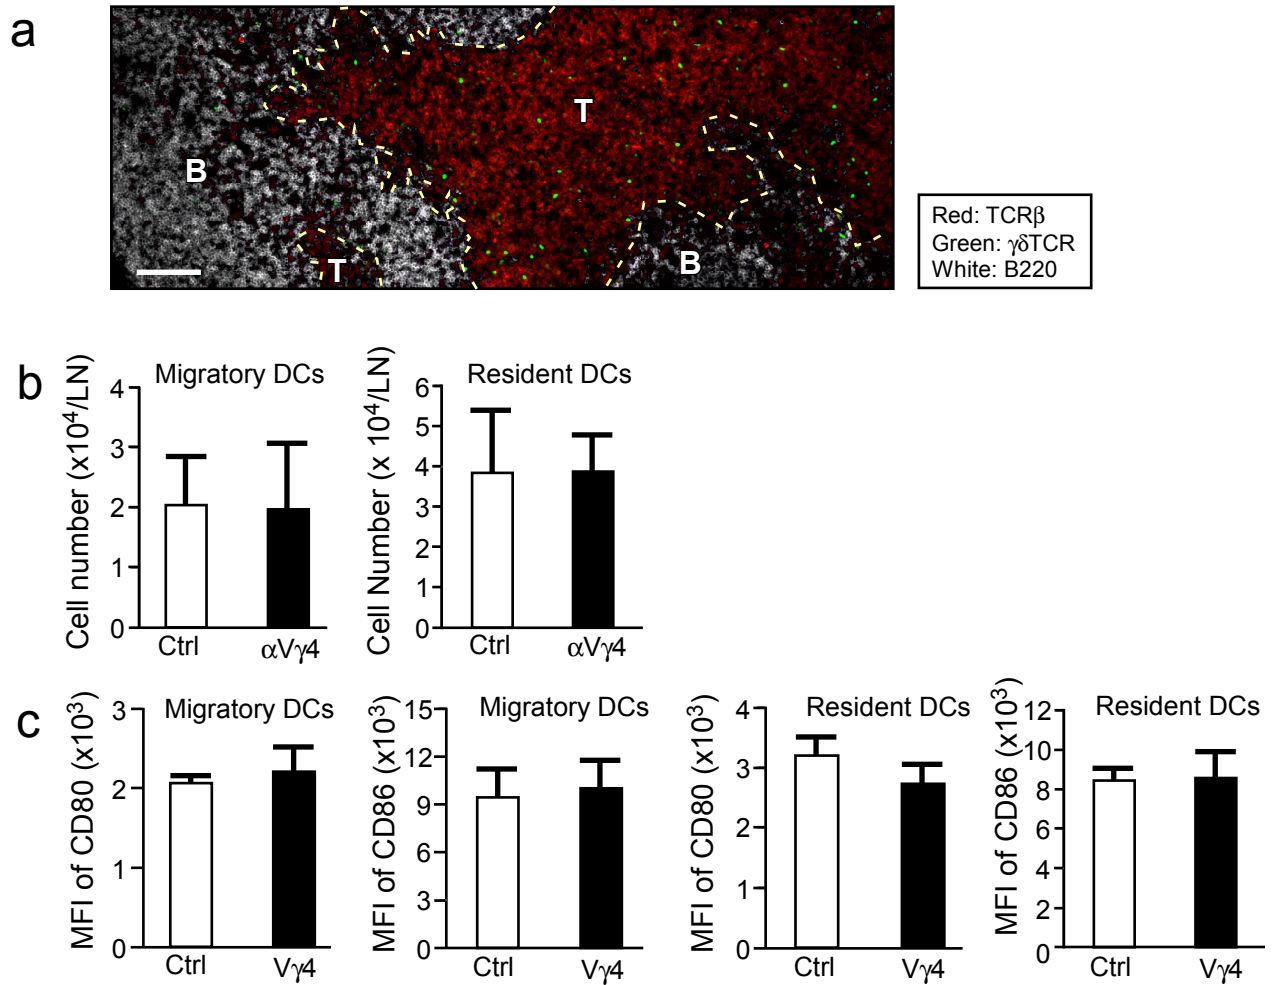 a
T
B
T
B
Red: TCRβ
Green: γδTCR
White: B220
b
Migratory DCs
Cell number (x10⁴/LN)
4
3
2
1
0
Ctrl
αVγ4
Resident DCs
Cell Number (x 10⁴/LN)
6
5
4
3
2
1
0
Ctrl
αVγ4
c
Migratory DCs
MFI of CD80 (x10³)
3
2
1
0
Ctrl
Vγ4
Migratory DCs
MFI of CD86 (x10³)
15
12
9
6
3
0
Ctrl
Vγ4
Resident DCs
MFI of CD80 (x10³)
4
3
2
1
0
Ctrl
Vγ4
Resident DCs
MFI of CD86 (x10³)
12
10
8
6
4
2
0
Ctrl
Vγ4